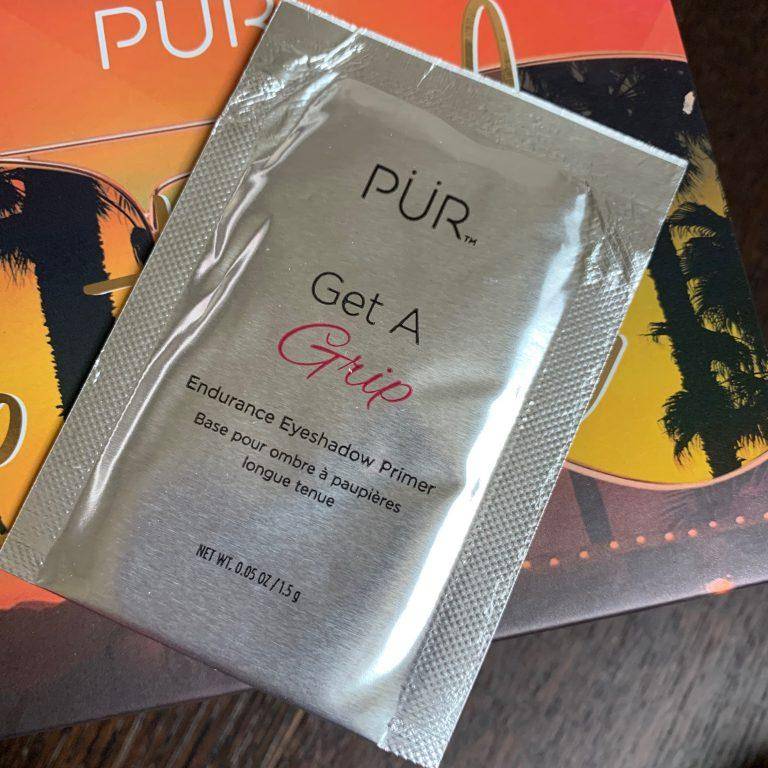 PÜR
PÜR™
Get A
Grip
Endurance Eyeshadow Primer
Base pour ombre à paupières
longue tenue
NET WT. 0.05 OZ / 1.5 g